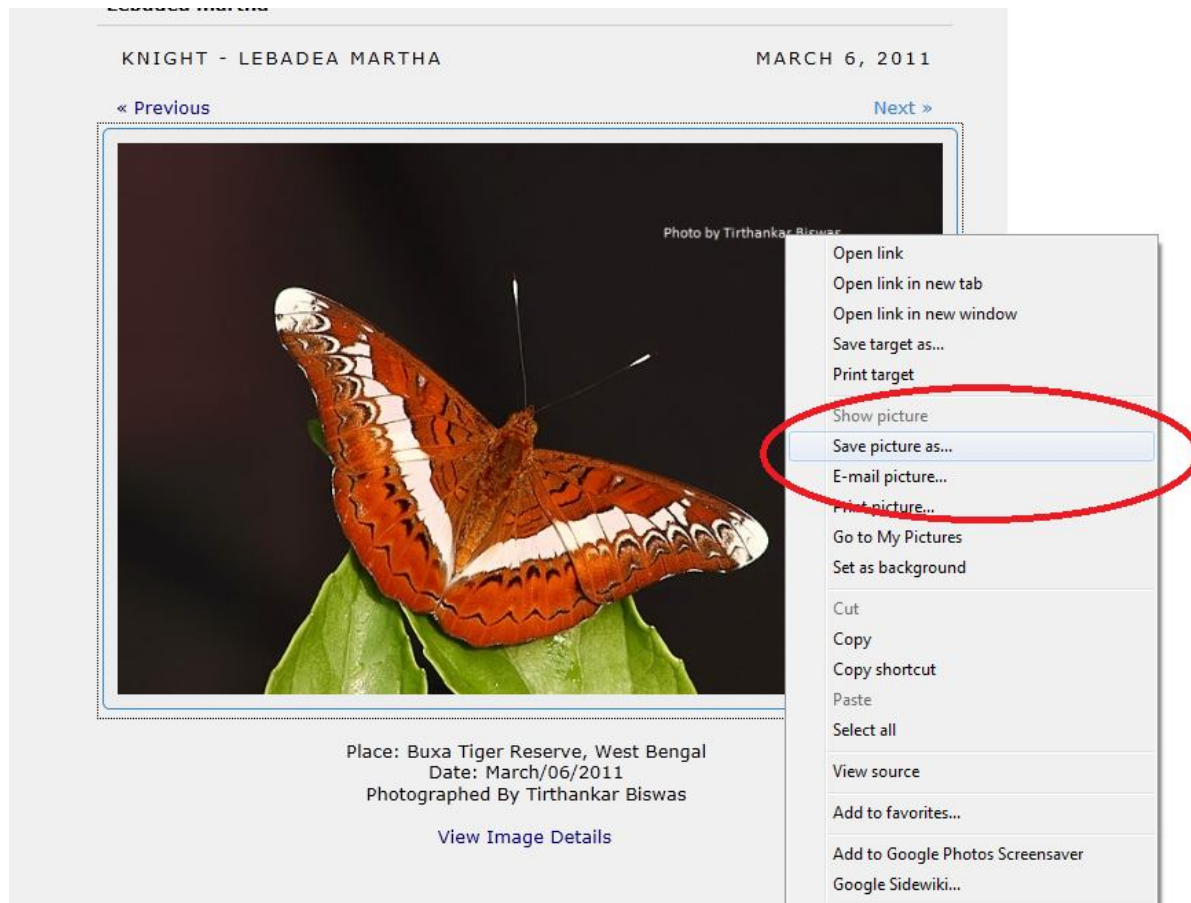 Lebadea martha
KNIGHT - LEBADEA MARTHA MARCH 6, 2011
« Previous Next »
Photo by Tirthankar Biswas
Open link
Open link in new tab
Open link in new window
Save target as...
Print target
Show picture
Save picture as...
E-mail picture...
Print picture...
Go to My Pictures
Set as background
Cut
Copy
Copy shortcut
Paste
Select all
View source
Add to favorites...
Add to Google Photos Screensaver
Google Sidewiki...
Place: Buxa Tiger Reserve, West Bengal
Date: March/06/2011
Photographed By Tirthankar Biswas
View Image Details